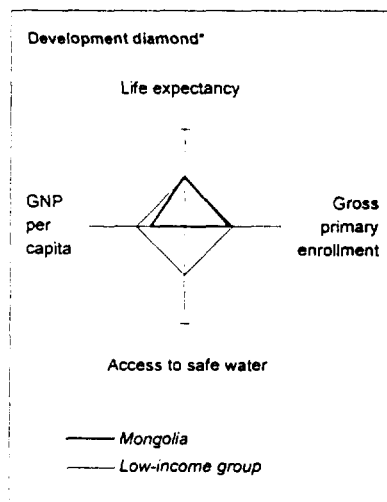 Development diamond*
Life expectancy
GNP
per
capita
Gross
primary
enrollment
Access to safe water
Mongolia
Low-income group